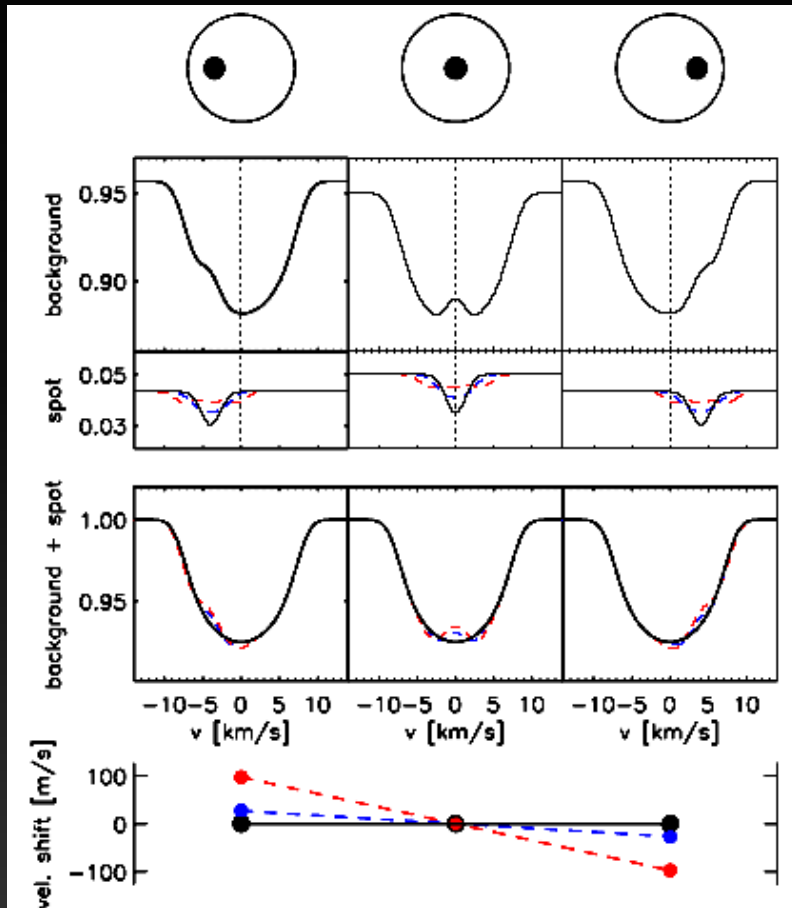 background
0.95
0.90
spot
0.05
0.03
background + spot
1.00
0.95
−10−5 0 5 10 −10−5 0 5 10 −10−5 0 5 10
v [km/s] v [km/s] v [km/s]
vel. shift [m/s]
100
0
−100